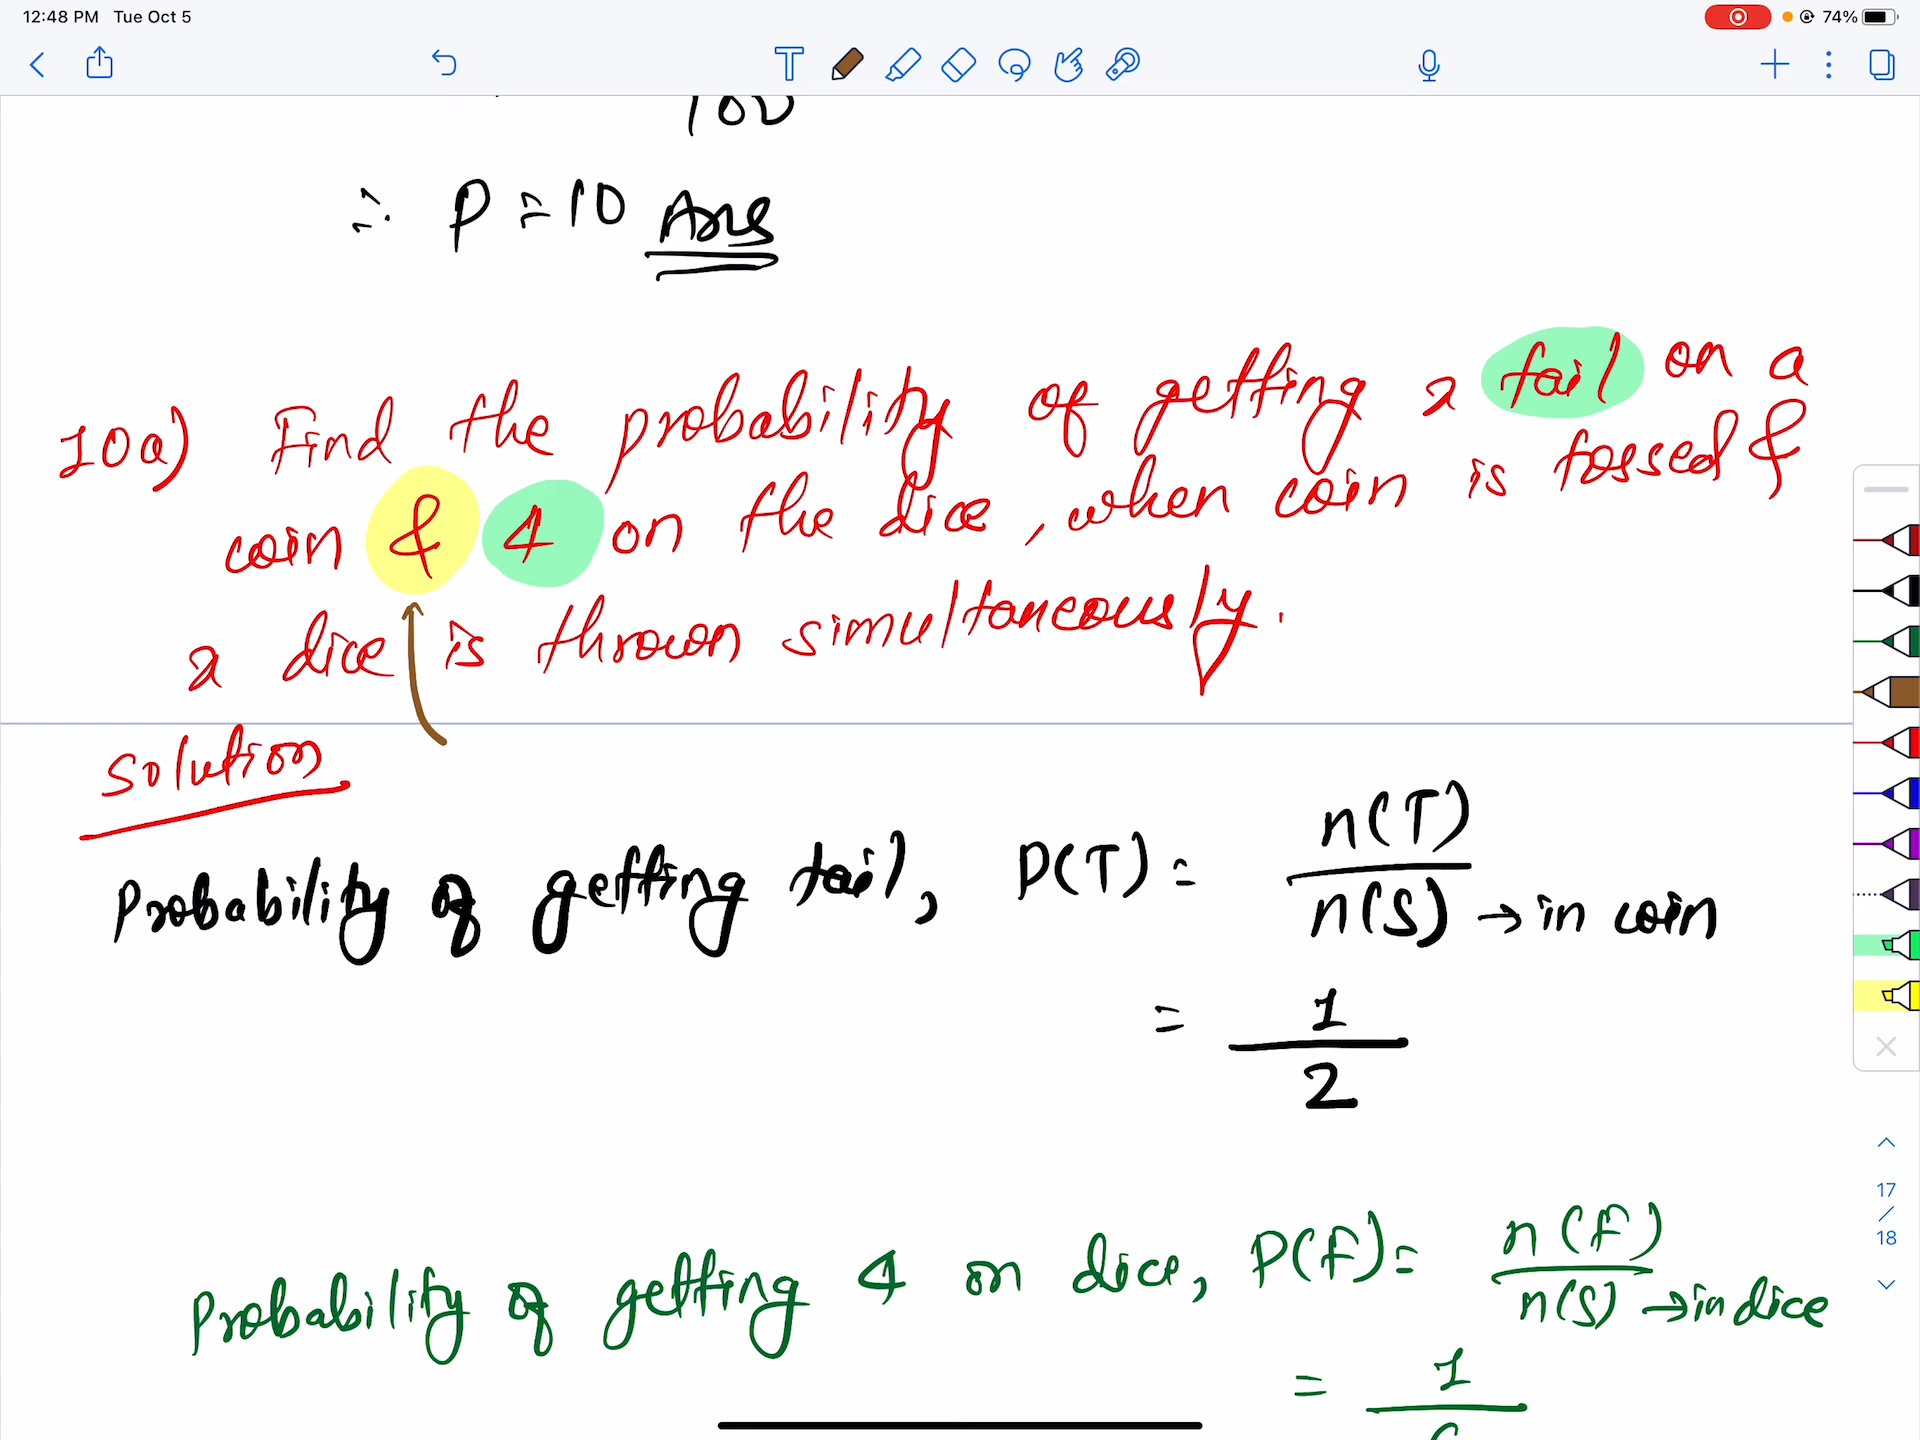 12:48 PM Tue Oct 5
74%
100
∴ P = 10 Ans
10a) Find the probability of getting a tail on a
coin & 4 on the dice, when coin is tossed &
a dice is thrown simultaneously.
Solution
Probability of getting tail, P(T) = n(T)
n(S) → in coin
= 1
2
Probability of getting 4 on dice, P(F) = n(F)
n(S) → in dice
= 1
17
/
18